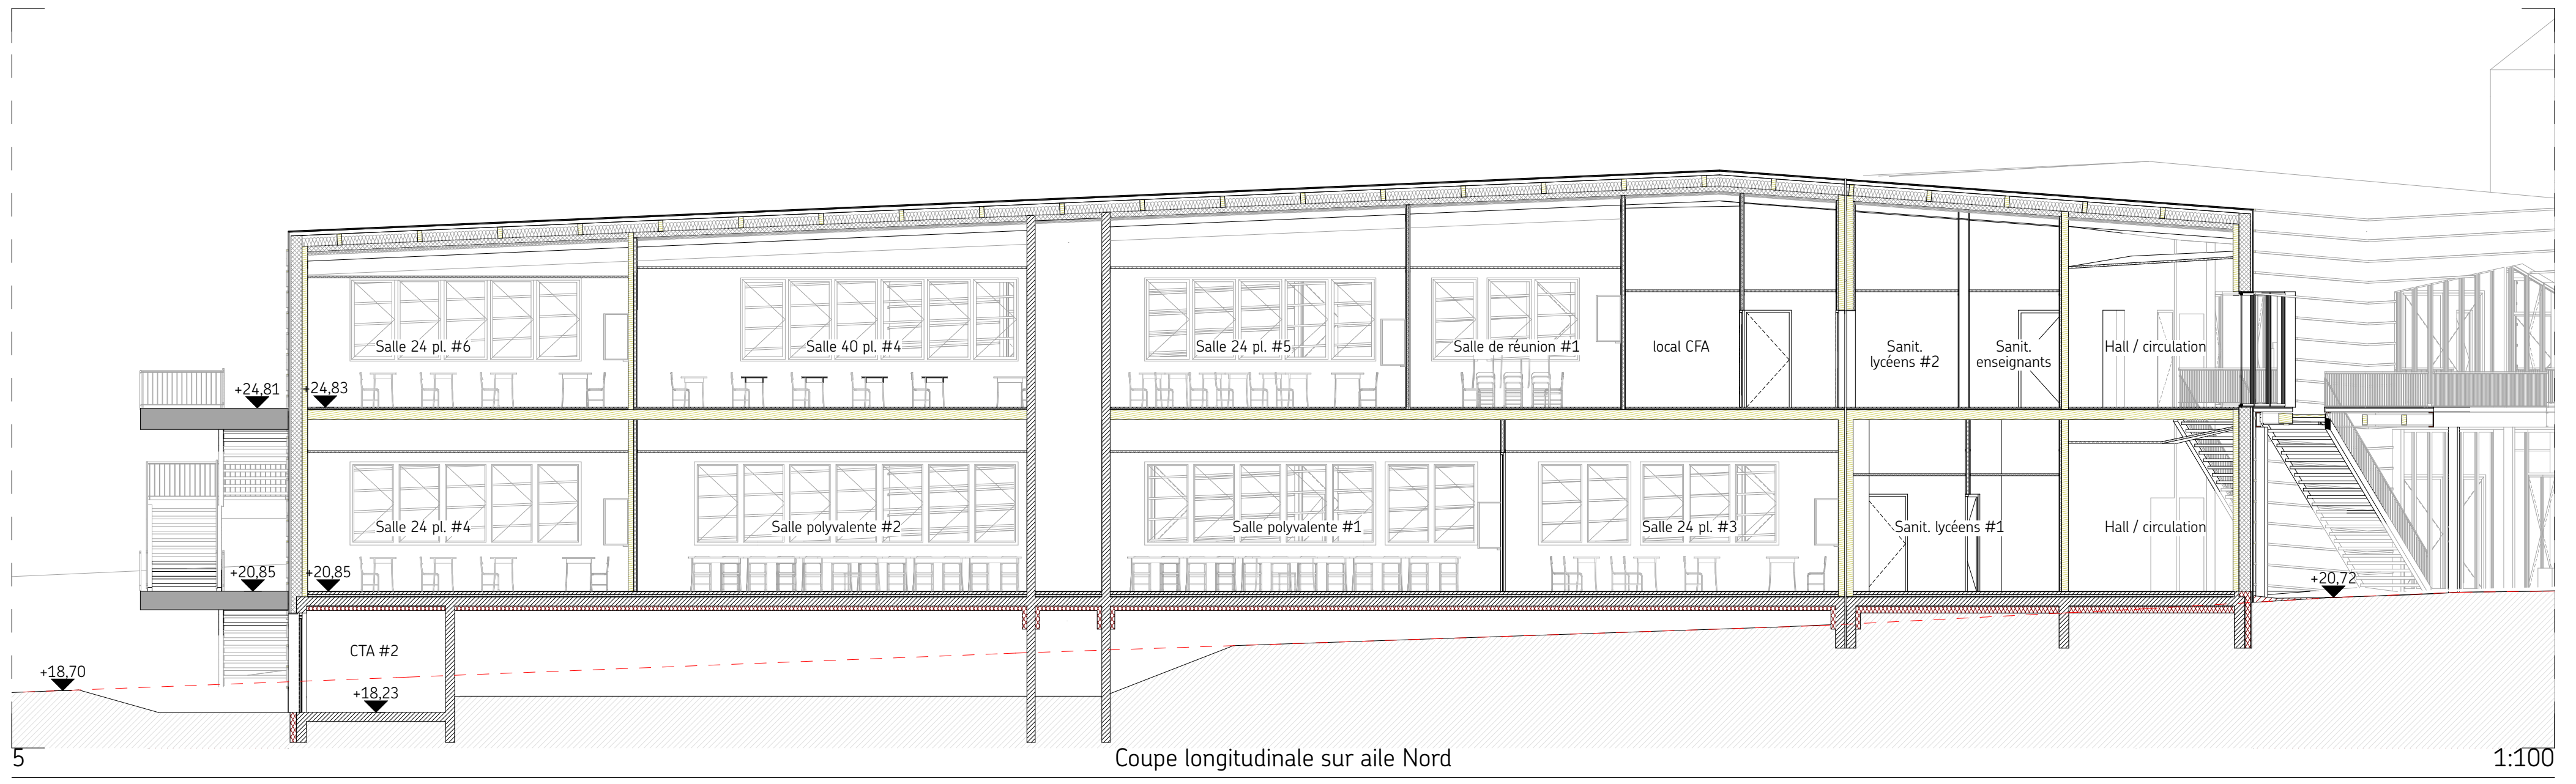 Salle 24 pl. #6
Salle 40 pl. #4
Salle 24 pl. #5
Salle de réunion #1
local CFA
Sanit.
lycéens #2
Sanit.
enseignants
Hall / circulation
+24,81
+24,83
Salle 24 pl. #4
Salle polyvalente #2
Salle polyvalente #1
Salle 24 pl. #3
Sanit. lycéens #1
Hall / circulation
+20,85
+20,85
+20,72
CTA #2
+18,70
+18,23
5
Coupe longitudinale sur aile Nord
1:100